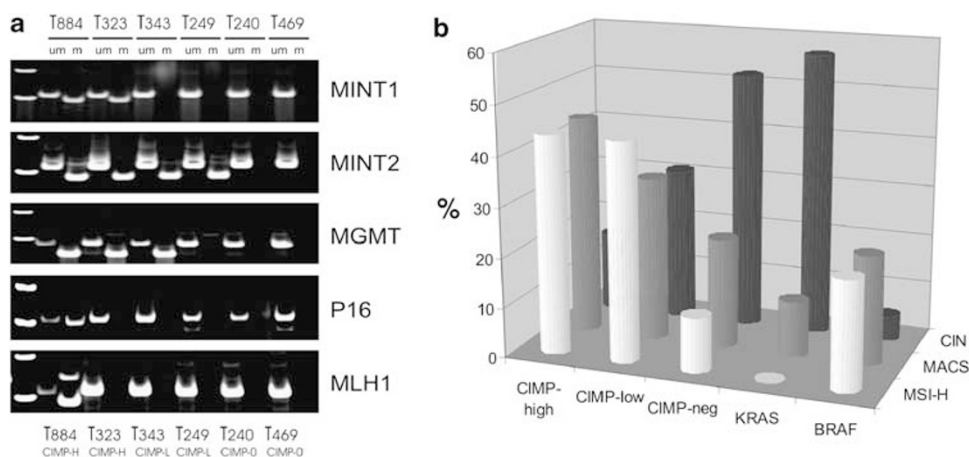 a
T884 T323 T343 T249 T240 T469
um m um m um m um m um m um m
MINT1
MINT2
MGMT
P16
MLH1
T884 T323 T343 T249 T240 T469
CIMP-H CIMP-H CIMP-L CIMP-L CIMP-0 CIMP-0
b
60
50
40
30
20
10
0
%
CIMP-high
CIMP-low
CIMP-neg
KRAS
BRAF
CIN
MACS
MSI-H